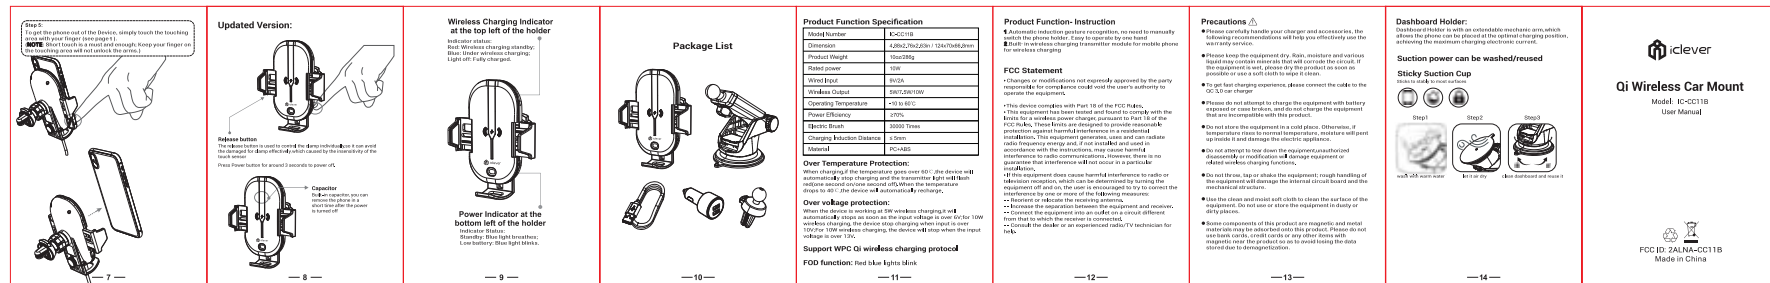 Step 5:
To get the phone out of the Device, simply touch the touching
area with your finger (see page 1 ).
(NOTE: Short touch is a must and enough; Keep your finger on
the touching area will not unlock the arms.)
7
Updated Version:
Release button
The release button is used to control the clamp individually,so it can avoid
the damaged for clamp effectively which caused by the insensitivity of the
touch sensor
Press Power button for around 3 seconds to power off.
Capacitor
Built-in capacitor, you can
remove the phone in a
short time after the power
is turned off
8
Wireless Charging Indicator
at the top left of the holder
Indicator status:
Red: Wireless charging standby;
Blue: Under wireless charging;
Light off: Fully charged.
Power Indicator at the
bottom left of the holder
Indicator Status:
Standby: Blue light breathes;
Low battery: Blue light blinks.
9
Package List
10
Product Function Specification
Model Number IC-CC11B
Dimension 4.88x2.76x2.63in / 124x70x66.8mm
Product Weight 10oz/286g
Rated power 10W
Wired Input 9V/2A
Wireless Output 5W/7.5W/10W
Operating Temperature -10 to 60℃
Power Efficiency ≥70%
Electric Brush 30000 Times
Charging Induction Distance ≤ 5mm
Material PC+ABS
Over Temperature Protection:
When charging,if the temperature goes over 60℃,the device will
automatically stop charging and the transmitter light will flash
red(one second on/one second off).When the temperature
drops to 40℃,the device will automatically recharge.
Over voltage protection:
When the device is working at 5W wireless charging,it will
automatically stops as soon as the input voltage is over 6V;for 10W
wireless charging, the device stop charging when input is over
10V;For 10W wireless charging, the device will stop when the input
voltage is over 13V.
Support WPC Qi wireless charging protocol
FOD function: Red blue lights blink
11
Product Function- Instruction
1.Automatic induction gesture recognition, no need to manually
switch the phone holder. Easy to operate by one hand
2.Built-in wireless charging transmitter module for mobile phone
for wireless charging
FCC Statement
•Changes or modifications not expressly approved by the party
responsible for compliance could void the user's authority to
operate the equipment.
•This device complies with Part 18 of the FCC Rules.
•This equipment has been tested and found to comply with the
limits for a wireless power charger, pursuant to Part 18 of the
FCC Rules. These limits are designed to provide reasonable
protection against harmful interference in a residential
installation. This equipment generates, uses and can radiate
radio frequency energy and, if not installed and used in
accordance with the instructions, may cause harmful
interference to radio communications. However, there is no
guarantee that interference will not occur in a particular
installation.
•If this equipment does cause harmful interference to radio or
television reception, which can be determined by turning the
equipment off and on, the user is encouraged to try to correct the
interference by one or more of the following measures:
-- Reorient or relocate the receiving antenna.
-- Increase the separation between the equipment and receiver.
-- Connect the equipment into an outlet on a circuit different
from that to which the receiver is connected.
-- Consult the dealer or an experienced radio/TV technician for
help.
12
Precautions
● Please carefully handle your charger and accessories, the
following recommendations will help you effectively use the
warranty service.
● Please keep the equipment dry. Rain, moisture and various
liquid may contain minerals that will corrode the circuit. If
the equipment is wet, please dry the product as soon as
possible or use a soft cloth to wipe it clean.
● To get fast charging experience, please connect the cable to the
QC 3.0 car charger
● Please do not attempt to charge the equipment with battery
exposed or case broken, and do not charge the equipment
that are incompatible with this product.
● Do not store the equipment in a cold place. Otherwise, if
temperature rises to normal temperature, moisture will pent
up inside it and damage the electric appliance.
● Do not attempt to tear down the equipment;unauthorized
disassembly or modification will damage equipment or
related wireless charging functions.
● Do not throw, tap or shake the equipment; rough handling of
the equipment will damage the internal circuit board and the
mechanical structure.
● Use the clean and moist soft cloth to clean the surface of the
equipment. Do not use or store the equipment in dusty or
dirty places.
● Some components of this product are magnetic and metal
materials may be adsorbed onto this product. Please do not
use bank cards, credit cards or any other items with
magnetic near the product so as to avoid losing the data
stored due to demagnetization.
13
Dashboard Holder:
Dashboard Holder is with an extendable mechanic arm,which
allows the phone can be placed at the optimal charging position,
achieving the maximum charging electronic current.
Suction power can be washed/reused
Sticky Suction Cup
Sticks to stably to most surfaces
Step1 Step2 Step3
wash with warm water let it air dry clean dashboard and reuse it
14
iclever
Qi Wireless Car Mount
Model: IC-CC11B
User Manual
FCC ID: 2ALNA-CC11B
Made in China